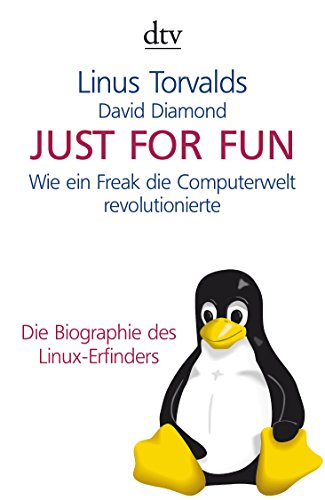 dtv
Linus Torvalds
David Diamond
JUST FOR FUN
Wie ein Freak die Computerwelt
revolutionierte
Die Biographie des
Linux-Erfinders